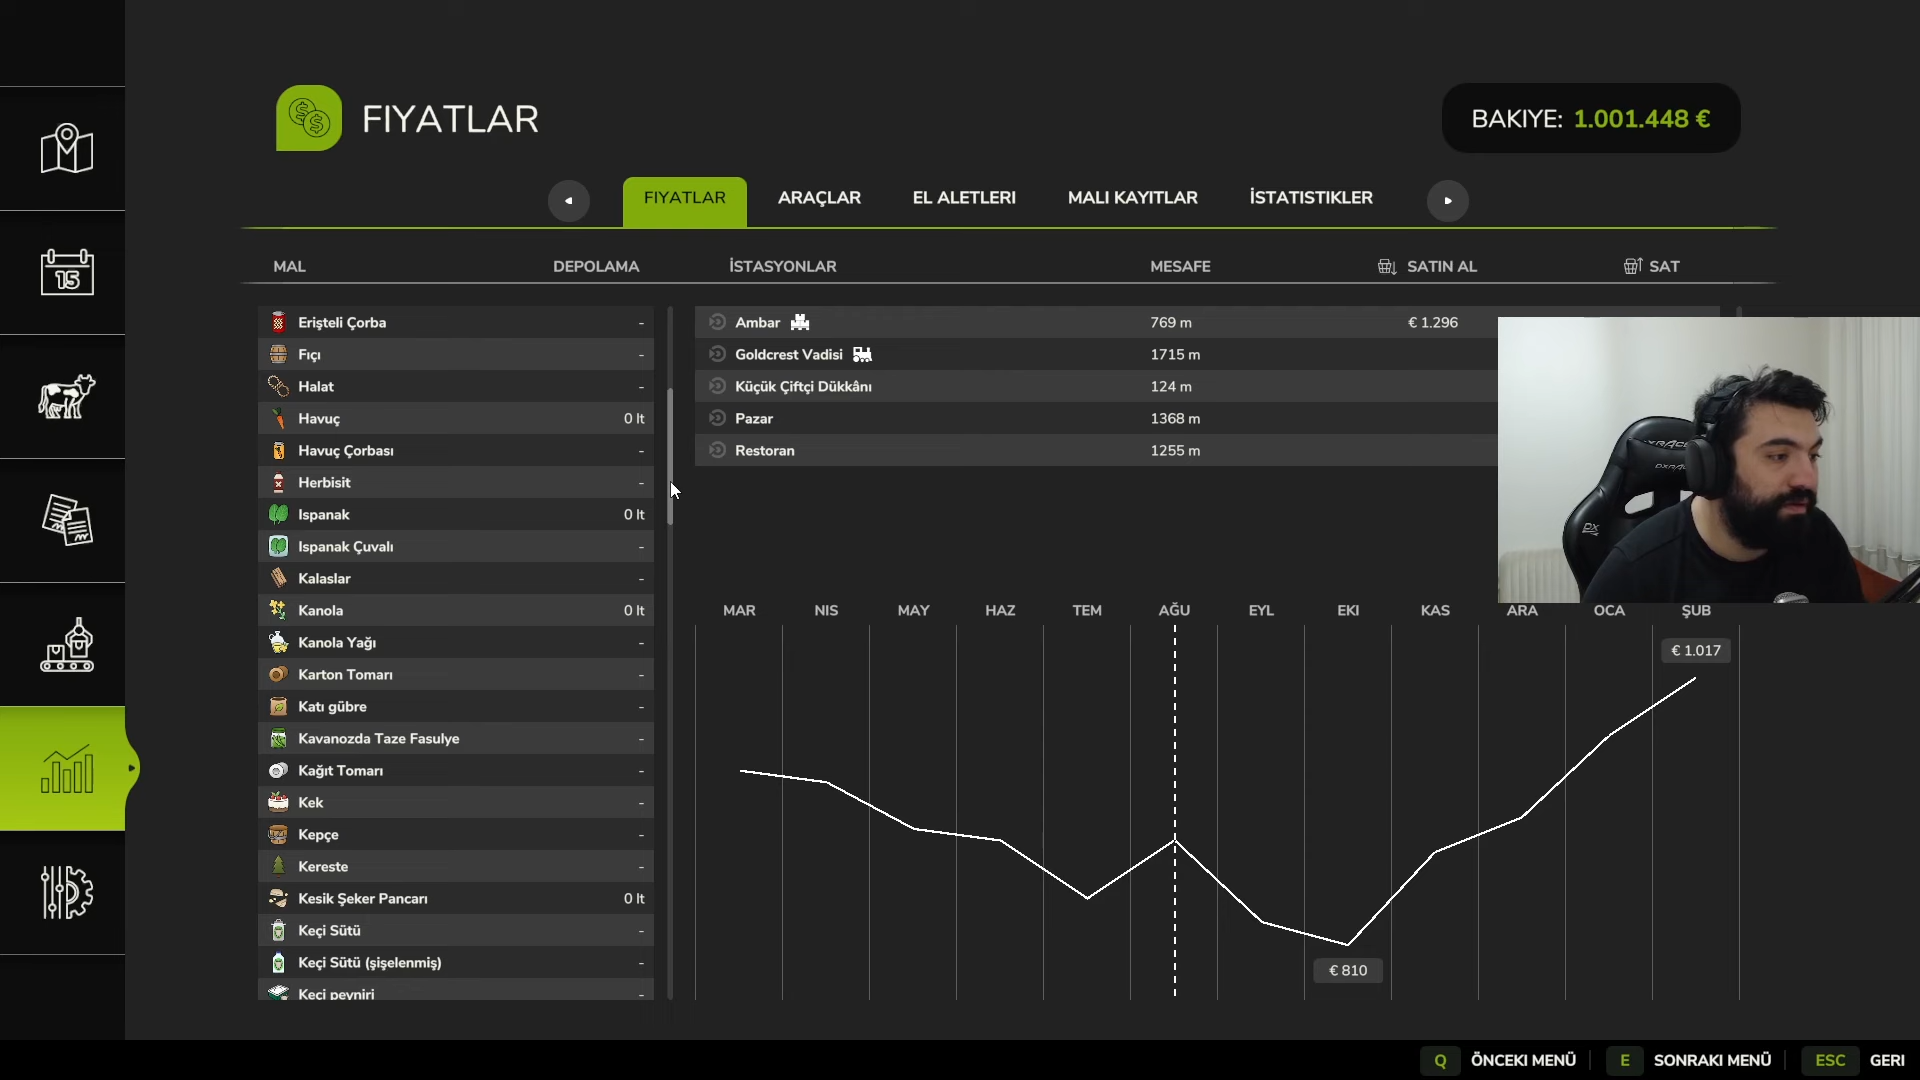 FIYATLAR
BAKIYE: 1.001.448 €
FIYATLAR ARAÇLAR EL ALETLERI MALI KAYITLAR İSTATISTIKLER
MAL DEPOLAMA İSTASYONLAR MESAFE SATIN AL SAT
15
Erişteli Çorba -
Fıçı -
Halat -
Havuç 0 lt
Havuç Çorbası -
Herbisit -
Ispanak 0 lt
Ispanak Çuvalı -
Kalaslar -
Kanola 0 lt
Kanola Yağı -
Karton Tomarı -
Katı gübre -
Kavanozda Taze Fasulye -
Kağıt Tomarı -
Kek -
Kepçe -
Kereste -
Kesik Şeker Pancarı 0 lt
Keçi Sütü -
Keçi Sütü (şişelenmiş) -
Keçi peyniri -
Ambar 769 m € 1.296
Goldcrest Vadisi 1715 m
Küçük Çiftçi Dükkânı 124 m
Pazar 1368 m
Restoran 1255 m
MAR NIS MAY HAZ TEM AĞU EYL EKI KAS ARA OCA ŞUB
€ 1.017
€ 810
Q ÖNCEKI MENÜ E SONRAKI MENÜ ESC GERI